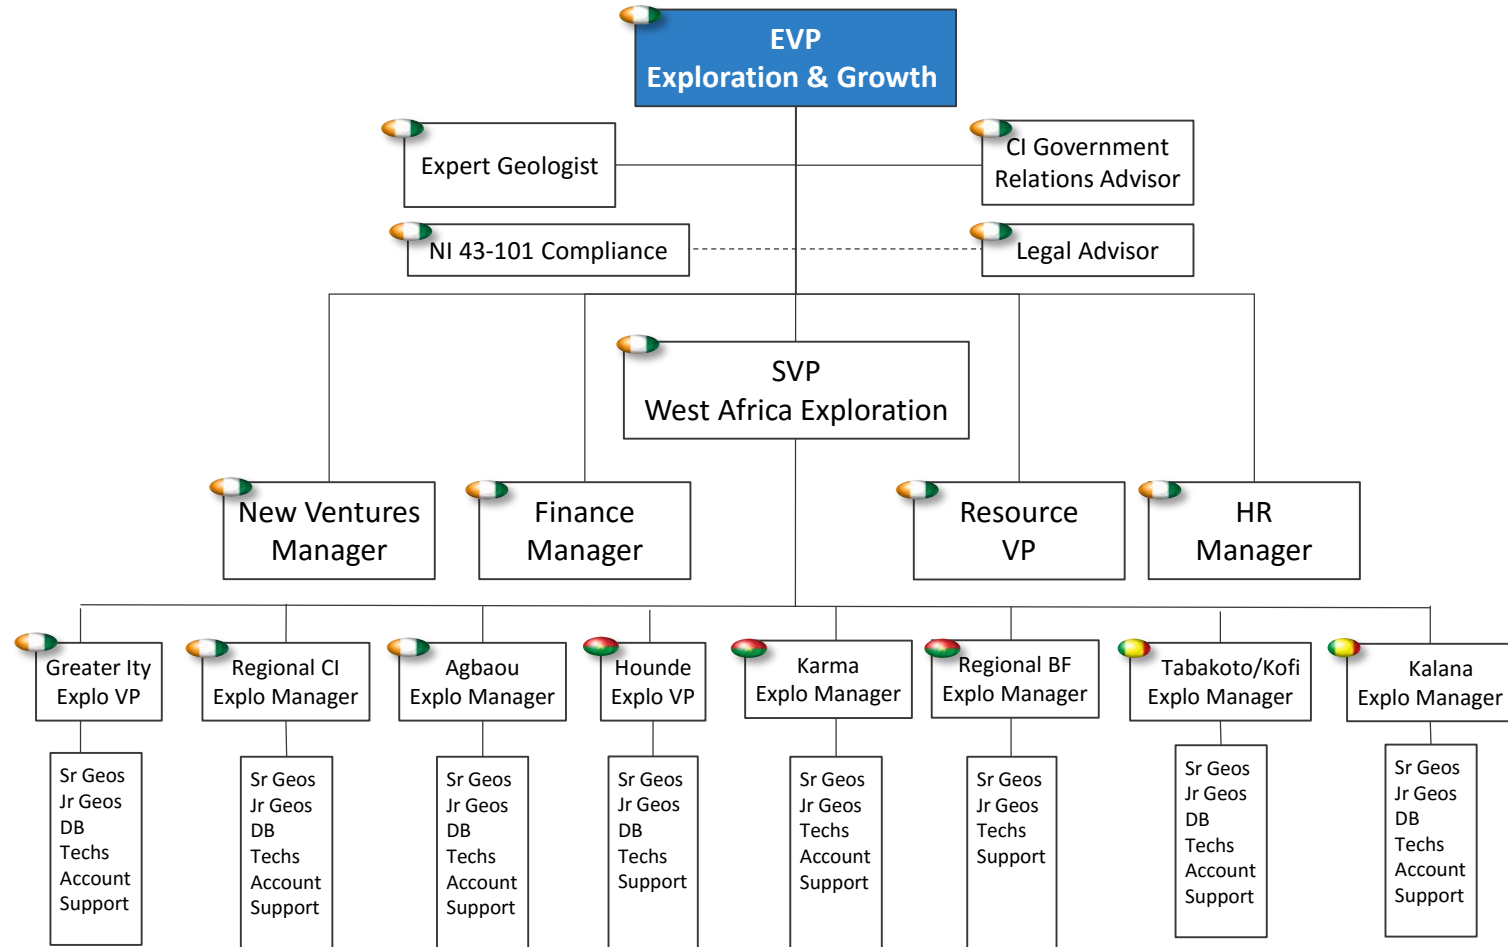 EVP
Exploration & Growth
Expert Geologist
CI Government
Relations Advisor
NI 43-101 Compliance
Legal Advisor
SVP
West Africa Exploration
New Ventures
Manager
Finance
Manager
Resource
VP
HR
Manager
Greater Ity
Explo VP
Regional CI
Explo Manager
Agbaou
Explo Manager
Hounde
Explo VP
Karma
Explo Manager
Regional BF
Explo Manager
Tabakoto/Kofi
Explo Manager
Kalana
Explo Manager
Sr Geos
Jr Geos
DB
Techs
Account
Support
Sr Geos
Jr Geos
DB
Techs
Account
Support
Sr Geos
Jr Geos
DB
Techs
Account
Support
Sr Geos
Jr Geos
DB
Techs
Support
Sr Geos
Jr Geos
Techs
Account
Support
Sr Geos
Jr Geos
Techs
Support
Sr Geos
Jr Geos
DB
Techs
Account
Support
Sr Geos
Jr Geos
DB
Techs
Account
Support